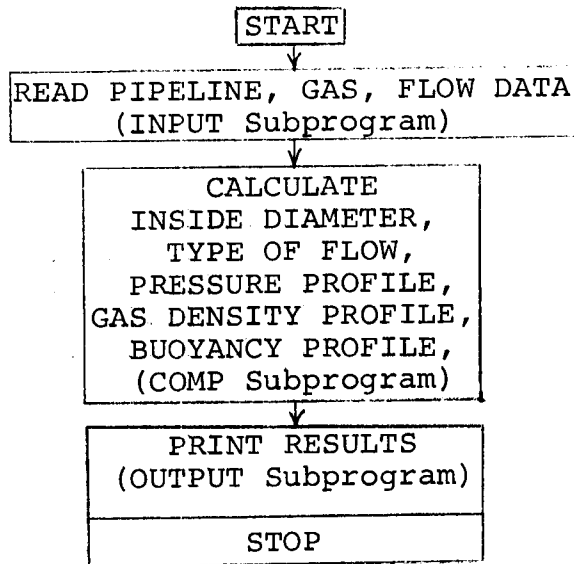 START
READ PIPELINE, GAS, FLOW DATA
(INPUT Subprogram)
CALCULATE
INSIDE DIAMETER,
TYPE OF FLOW,
PRESSURE PROFILE,
GAS DENSITY PROFILE,
BUOYANCY PROFILE,
(COMP Subprogram)
PRINT RESULTS
(OUTPUT Subprogram)
STOP